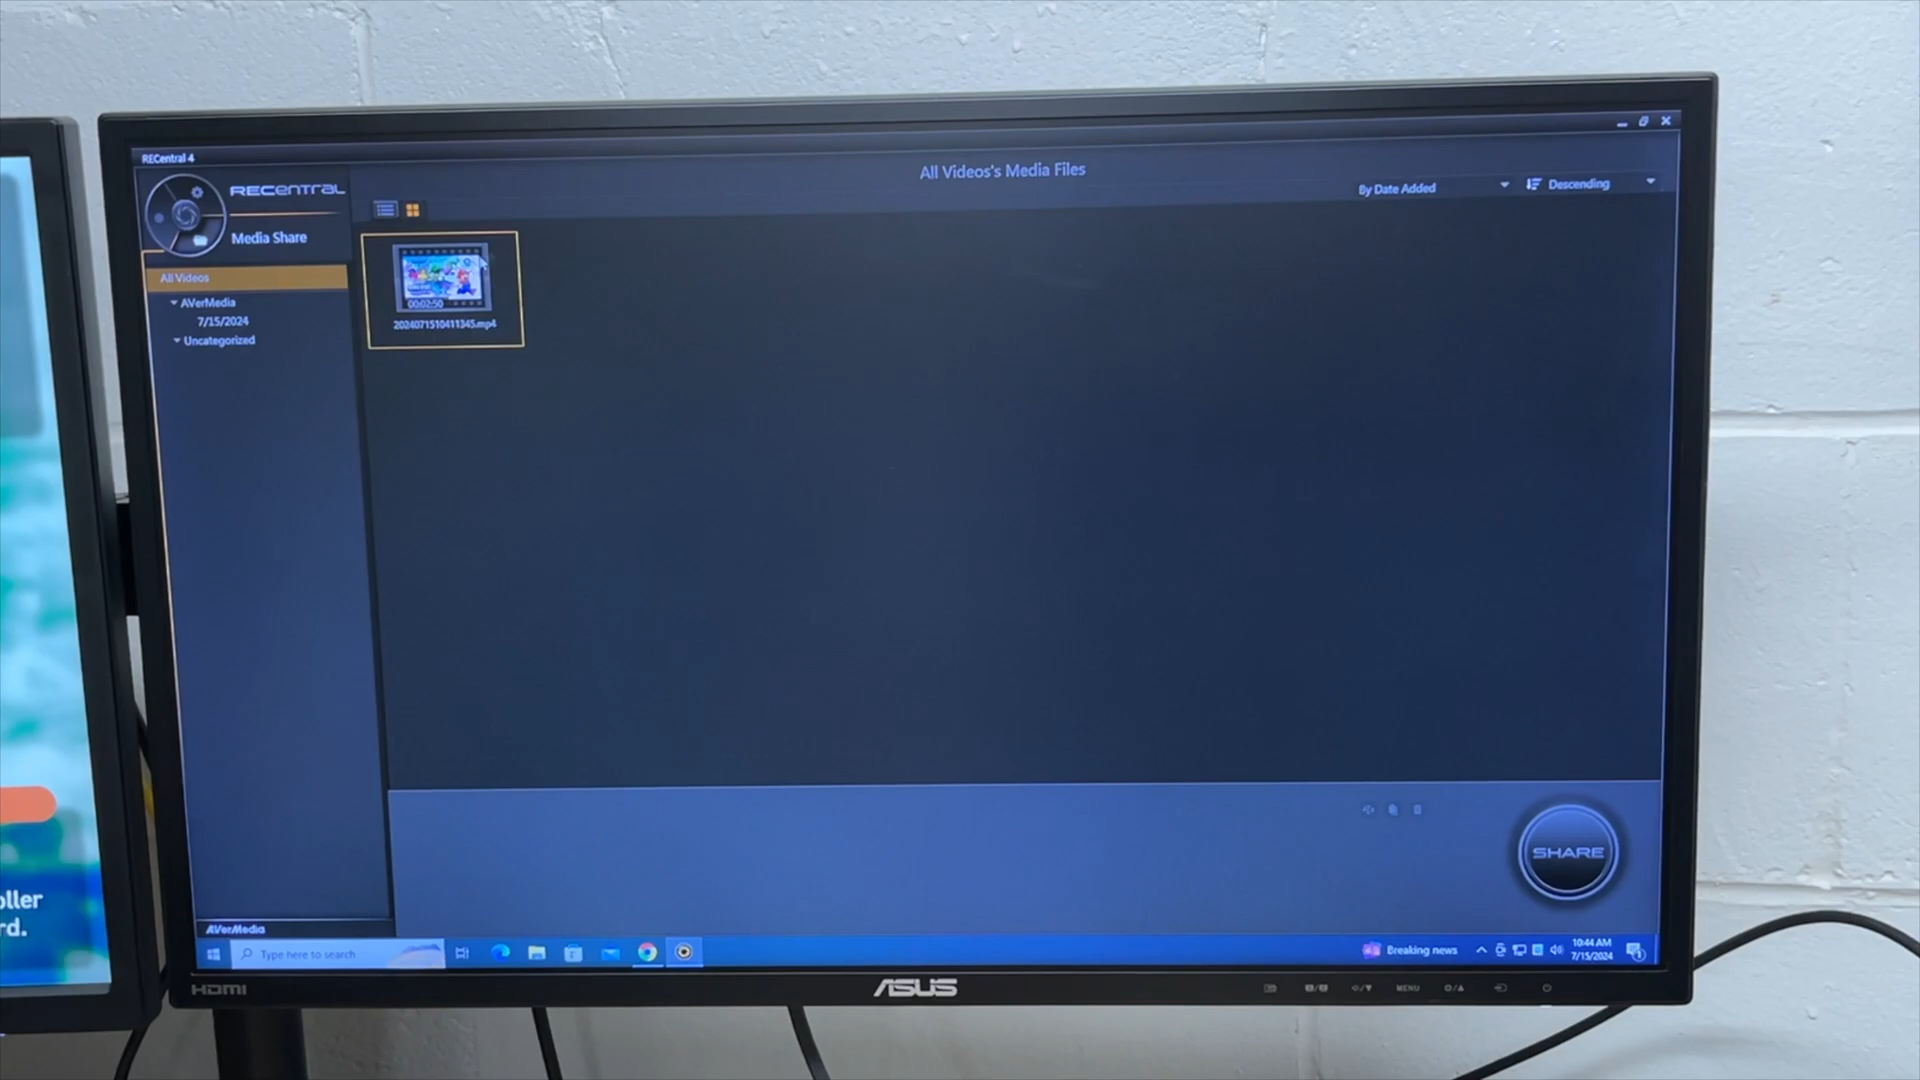 RECentral 4
RECentral
Media Share
All Videos
AVerMedia
7/15/2024
Uncategorized
All Videos's Media Files
By Date Added
Descending
00:02:50
2024071510411345.mp4
SHARE
AVerMedia
Type here to search
Breaking news
10:44 AM
7/15/2024
HDMI
ASUS
MENU
oller
rd.